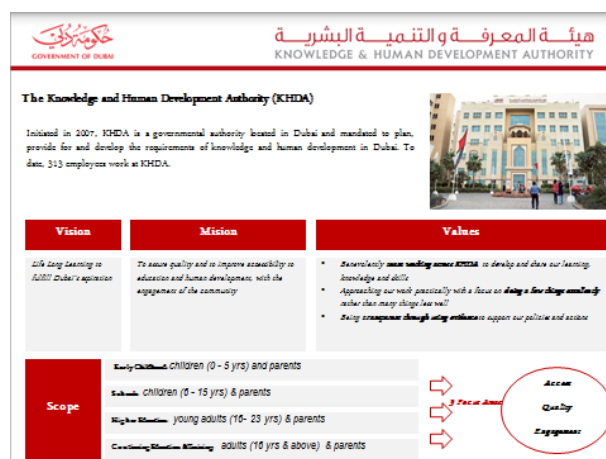 حكومة دبي
GOVERNMENT OF DUBAI
هيئة المعرفة والتنمية البشرية
KNOWLEDGE & HUMAN DEVELOPMENT AUTHORITY
The Knowledge and Human Development Authority (KHDA)
Initiated in 2007, KHDA is a governmental authority located in Dubai and mandated to plan,
provide for and develop the requirements of knowledge and human development in Dubai. To
date, 313 employees work at KHDA.
Vision
Mision
Values
Life Long Learning to
fulfill Dubai's aspiration
To assure quality and to improve accessibility to
education and human development, with the
engagement of the community
• Benevolently team working across KHDA to develop and share our learning,
knowledge and skills
• Approaching our work practically with a focus on doing a few things excellently
rather than many things less well
• Being transparent through using evidence to support our policies and actions
Scope
Early Childhood: children (0 - 5 yrs) and parents
Schools: children (6 - 15 yrs) & parents
Higher Education: young adults (16- 23 yrs) & parents
Continuing Education & Training: adults (16 yrs & above) & parents
3 Focus Areas
Access
Quality
Engagement